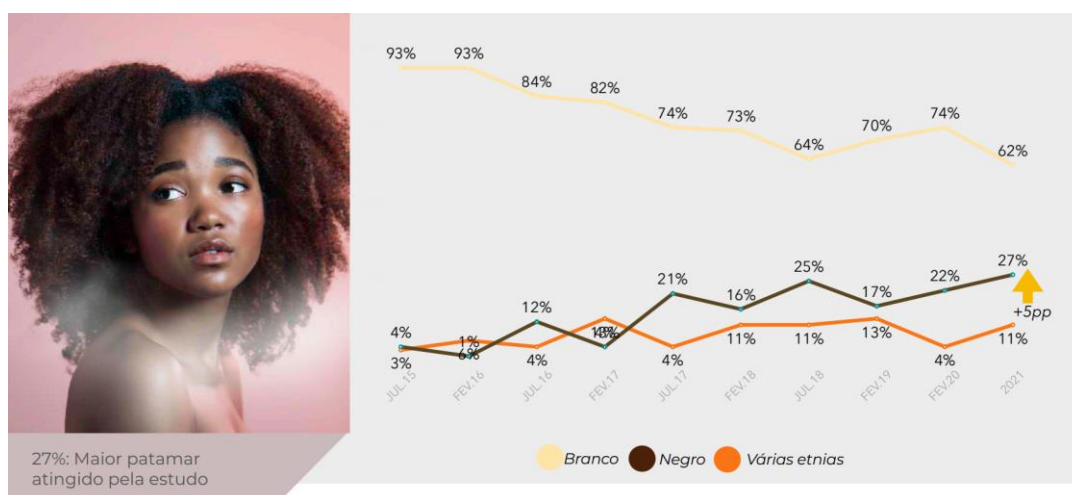 93%
93%
84%
82%
74%
73%
64%
70%
74%
62%
4%
1%
12%
21%
16%
25%
17%
22%
27%
+5pp
3%
6%
4%
4%
11%
11%
13%
4%
11%
JUL.15
FEV.16
JUL.16
FEV.17
JUL.17
FEV.18
JUL.18
FEV.19
FEV.20
2021
27%: Maior patamar
atingido pela estudo
Branco
Negro
Várias etnias